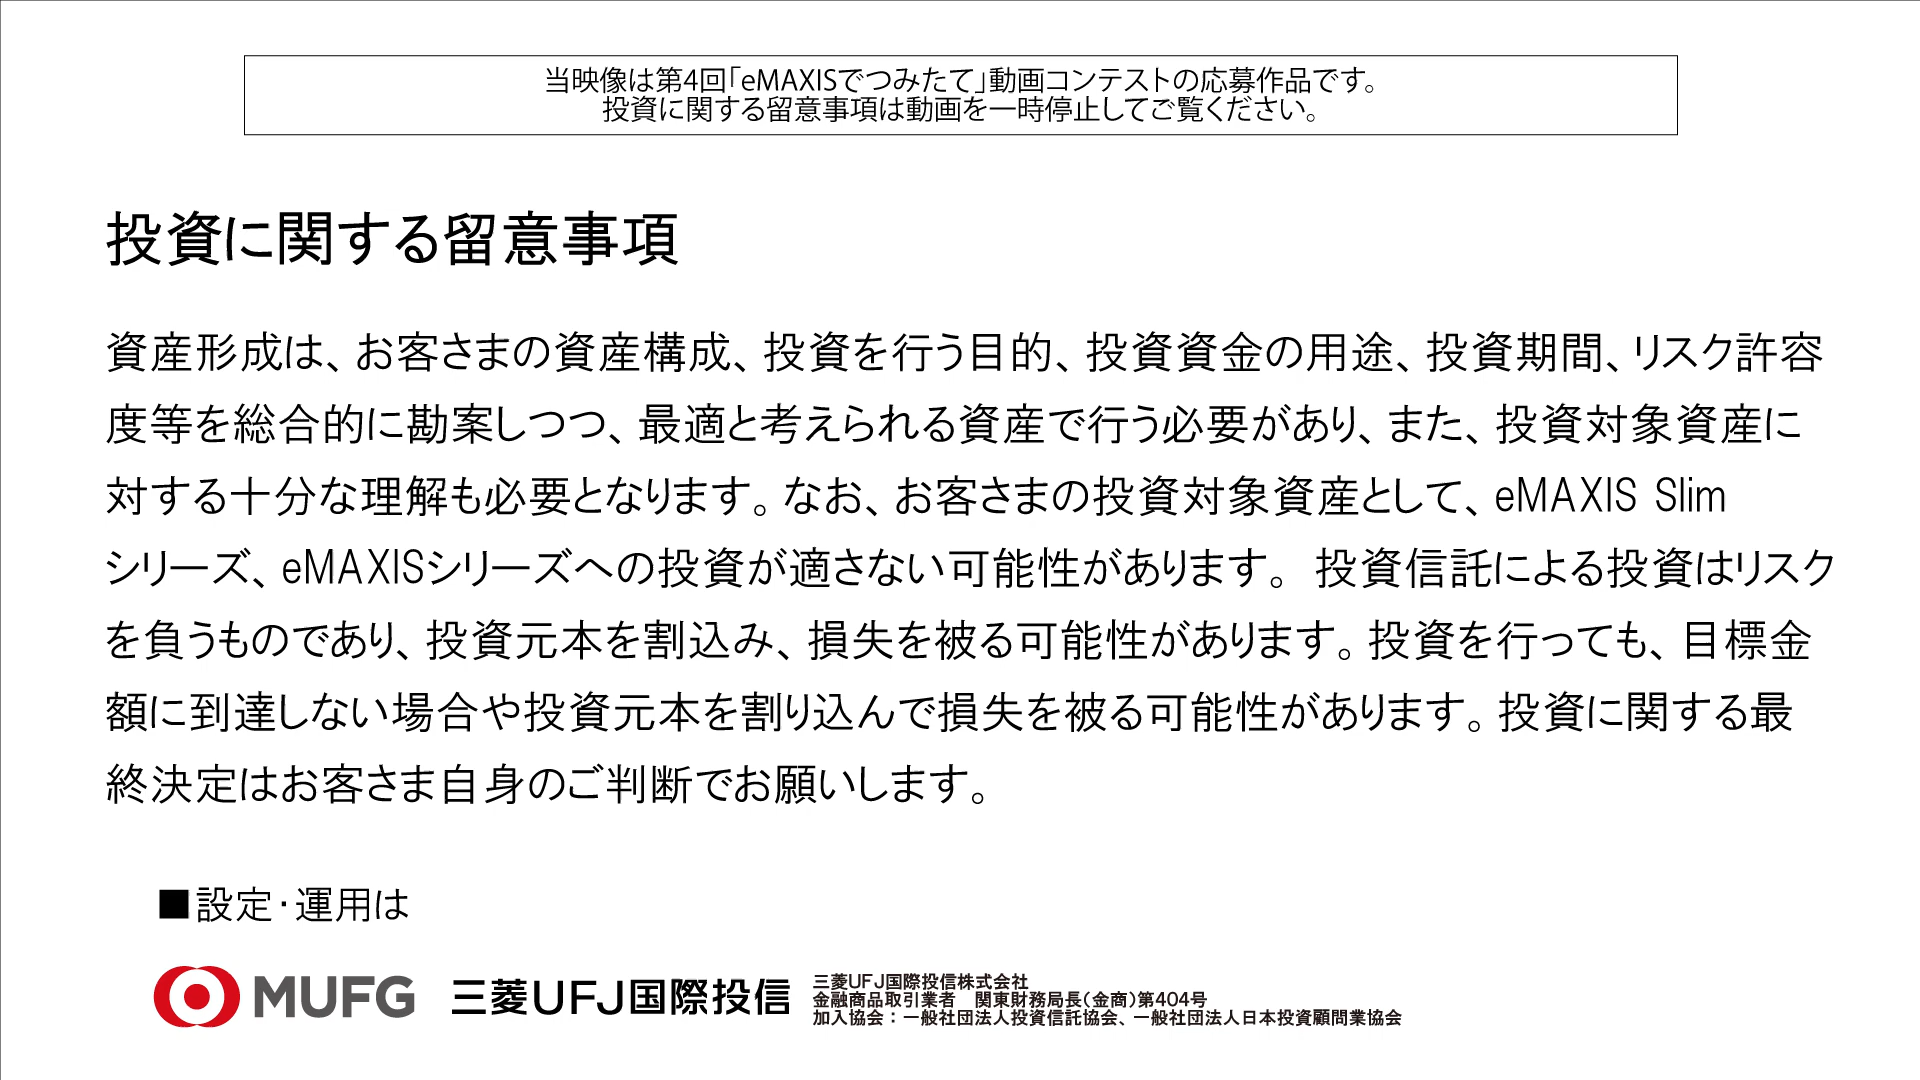 当映像は第4回「eMAXISでつみたて」動画コンテストの応募作品です。
投資に関する留意事項は動画を一時停止してご覧ください。
投資に関する留意事項
資産形成は、お客さまの資産構成、投資を行う目的、投資資金の用途、投資期間、リスク許容
度等を総合的に勘案しつつ、最適と考えられる資産で行う必要があり、また、投資対象資産に
対する十分な理解も必要となります。なお、お客さまの投資対象資産として、eMAXIS Slim
シリーズ、eMAXISシリーズへの投資が適さない可能性があります。 投資信託による投資はリスク
を負うものであり、投資元本を割込み、損失を被る可能性があります。投資を行っても、目標金
額に到達しない場合や投資元本を割り込んで損失を被る可能性があります。投資に関する最
終決定はお客さま自身のご判断でお願いします。
■設定・運用は
MUFG 三菱UFJ国際投信
三菱UFJ国際投信株式会社
金融商品取引業者　関東財務局長(金商)第404号
加入協会：一般社団法人投資信託協会、一般社団法人日本投資顧問業協会